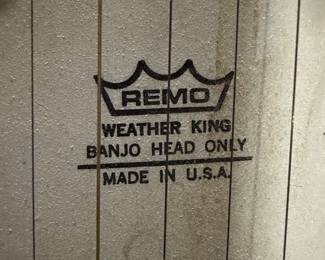 REMO
WEATHER KING
BANJO HEAD ONLY
MADE IN U.S.A.